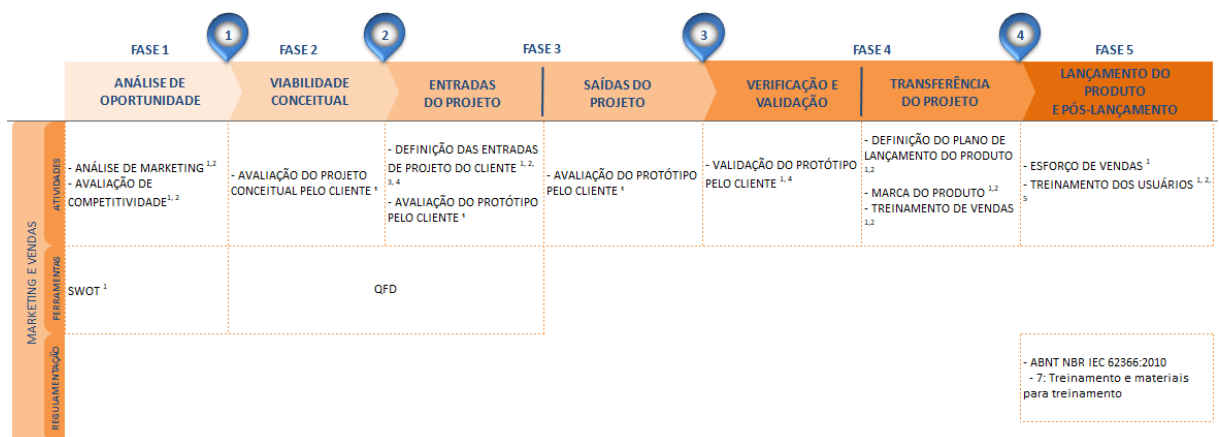 1
2
3
4
FASE 1
FASE 2
FASE 3
FASE 4
FASE 5
ANÁLISE DE
OPORTUNIDADE
VIABILIDADE
CONCEITUAL
ENTRADAS
DO PROJETO
SAÍDAS DO
PROJETO
VERIFICAÇÃO E
VALIDAÇÃO
TRANSFERÊNCIA
DO PROJETO
LANÇAMENTO DO
PRODUTO
E PÓS-LANÇAMENTO
MARKETING E VENDAS
ATIVIDADES
- ANÁLISE DE MARKETING 1,2
- AVALIAÇÃO DE
COMPETITIVIDADE1, 2
- AVALIAÇÃO DO PROJETO
CONCEITUAL PELO CLIENTE 1
- DEFINIÇÃO DAS ENTRADAS
DE PROJETO DO CLIENTE 1, 2,
3, 4
- AVALIAÇÃO DO PROTÓTIPO
PELO CLIENTE 1
- AVALIAÇÃO DO PROTÓTIPO
PELO CLIENTE 1
- VALIDAÇÃO DO PROTÓTIPO
PELO CLIENTE 1, 4
- DEFINIÇÃO DO PLANO DE
LANÇAMENTO DO PRODUTO
1,2
- MARCA DO PRODUTO 1,2
- TREINAMENTO DE VENDAS
1,2
- ESFORÇO DE VENDAS 1
- TREINAMENTO DOS USUÁRIOS 1, 2,
5
FERRAMENTAS
SWOT 1
QFD
REGULAMENTAÇÃO
- ABNT NBR IEC 62366:2010
- 7: Treinamento e materiais
para treinamento